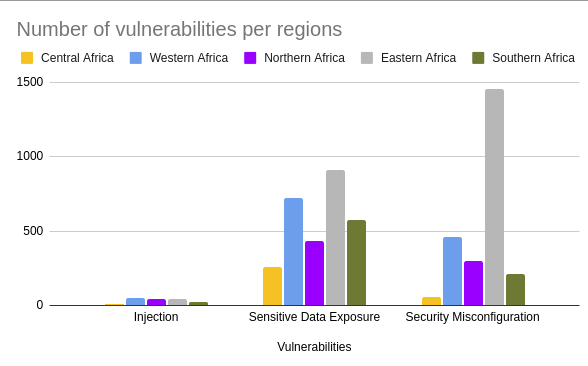 Number of vulnerabilities per regions
Central Africa Western Africa Northern Africa Eastern Africa Southern Africa
1500
1000
500
0
Injection Sensitive Data Exposure Security Misconfiguration
Vulnerabilities